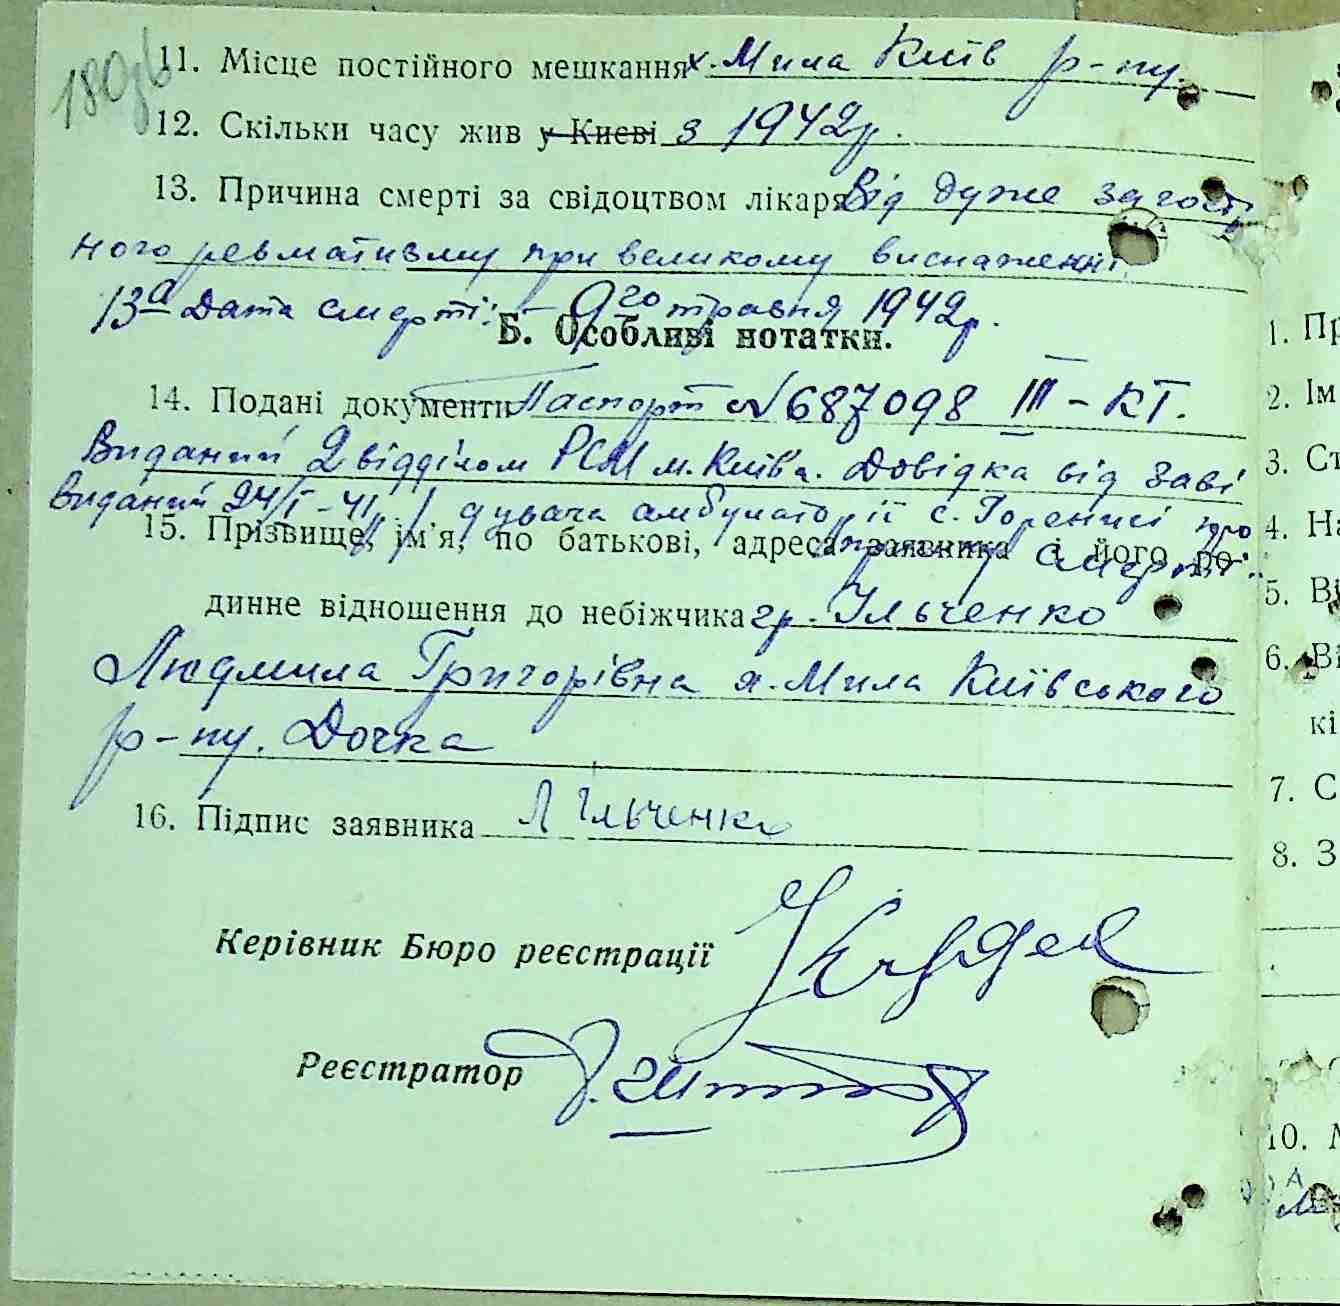 180
11. Місце постійного мешкання х. Мила Київ р-ну.
12. Скільки часу жив у Києві з 1942р.
13. Причина смерті за свідоцтвом лікаря Від дуже загост
ного ревматизму при великому виснаженні
13а Дата смерті: – 9го травня 1942р.
Б. Особливі нотатки.
14. Подані документи Паспорт № 687098 III – КТ.
Виданий 2 відділом РСМ м. Київа. Довідка від заві
Виданий 24/I – 41р. / дувача амбулаторії с. Гореничі про
причину смерті.
15. Прізвище, ім'я, по батькові, адреса заявника і його ро-
динне відношення до небіжчика гр. Ільченко
Людмила Григорівна х. Мила Київського
р-ну. Дочка
16. Підпис заявника Л Ільченко
Керівник Бюро реєстрації
Реєстратор
1. Пр
2. Ім
3. Ст
4. На
5. Ві
6. Ві
кі
7. С
8. З
10. М